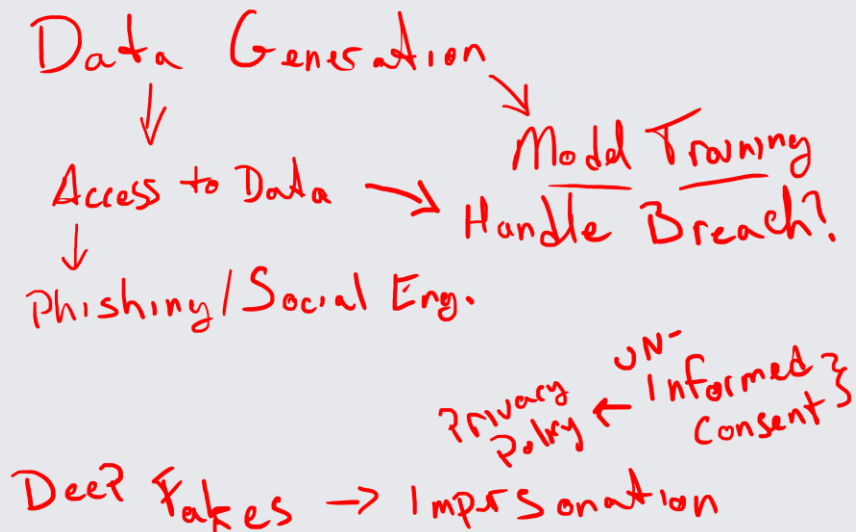 Data Generation
Model Training
Access to Data → Handle Breach?
Phishing/Social Eng.
UN-
Privacy ← Informed }
Policy Consent
Deep Fakes → Impersonation